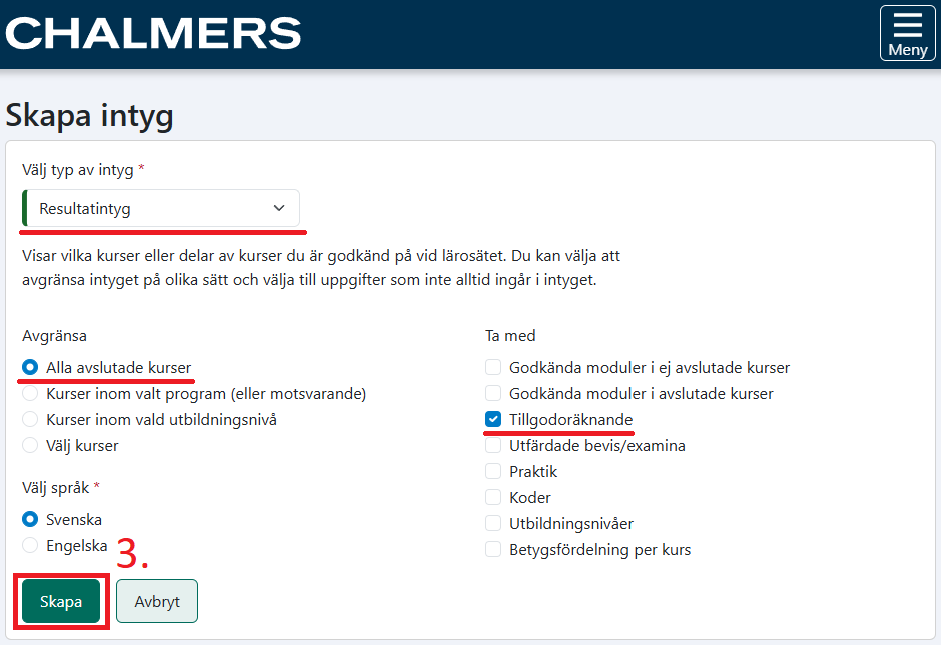 CHALMERS
Meny
Skapa intyg
Välj typ av intyg *
Resultatintyg
Visar vilka kurser eller delar av kurser du är godkänd på vid lärosätet. Du kan välja att
avgränsa intyget på olika sätt och välja till uppgifter som inte alltid ingår i intyget.
Avgränsa
Alla avslutade kurser
Kurser inom valt program (eller motsvarande)
Kurser inom vald utbildningsnivå
Välj kurser
Välj språk *
Svenska
Engelska
3.
Skapa
Avbryt
Ta med
Godkända moduler i ej avslutade kurser
Godkända moduler i avslutade kurser
Tillgodoräknande
Utfärdade bevis/examina
Praktik
Koder
Utbildningsnivåer
Betygsfördelning per kurs